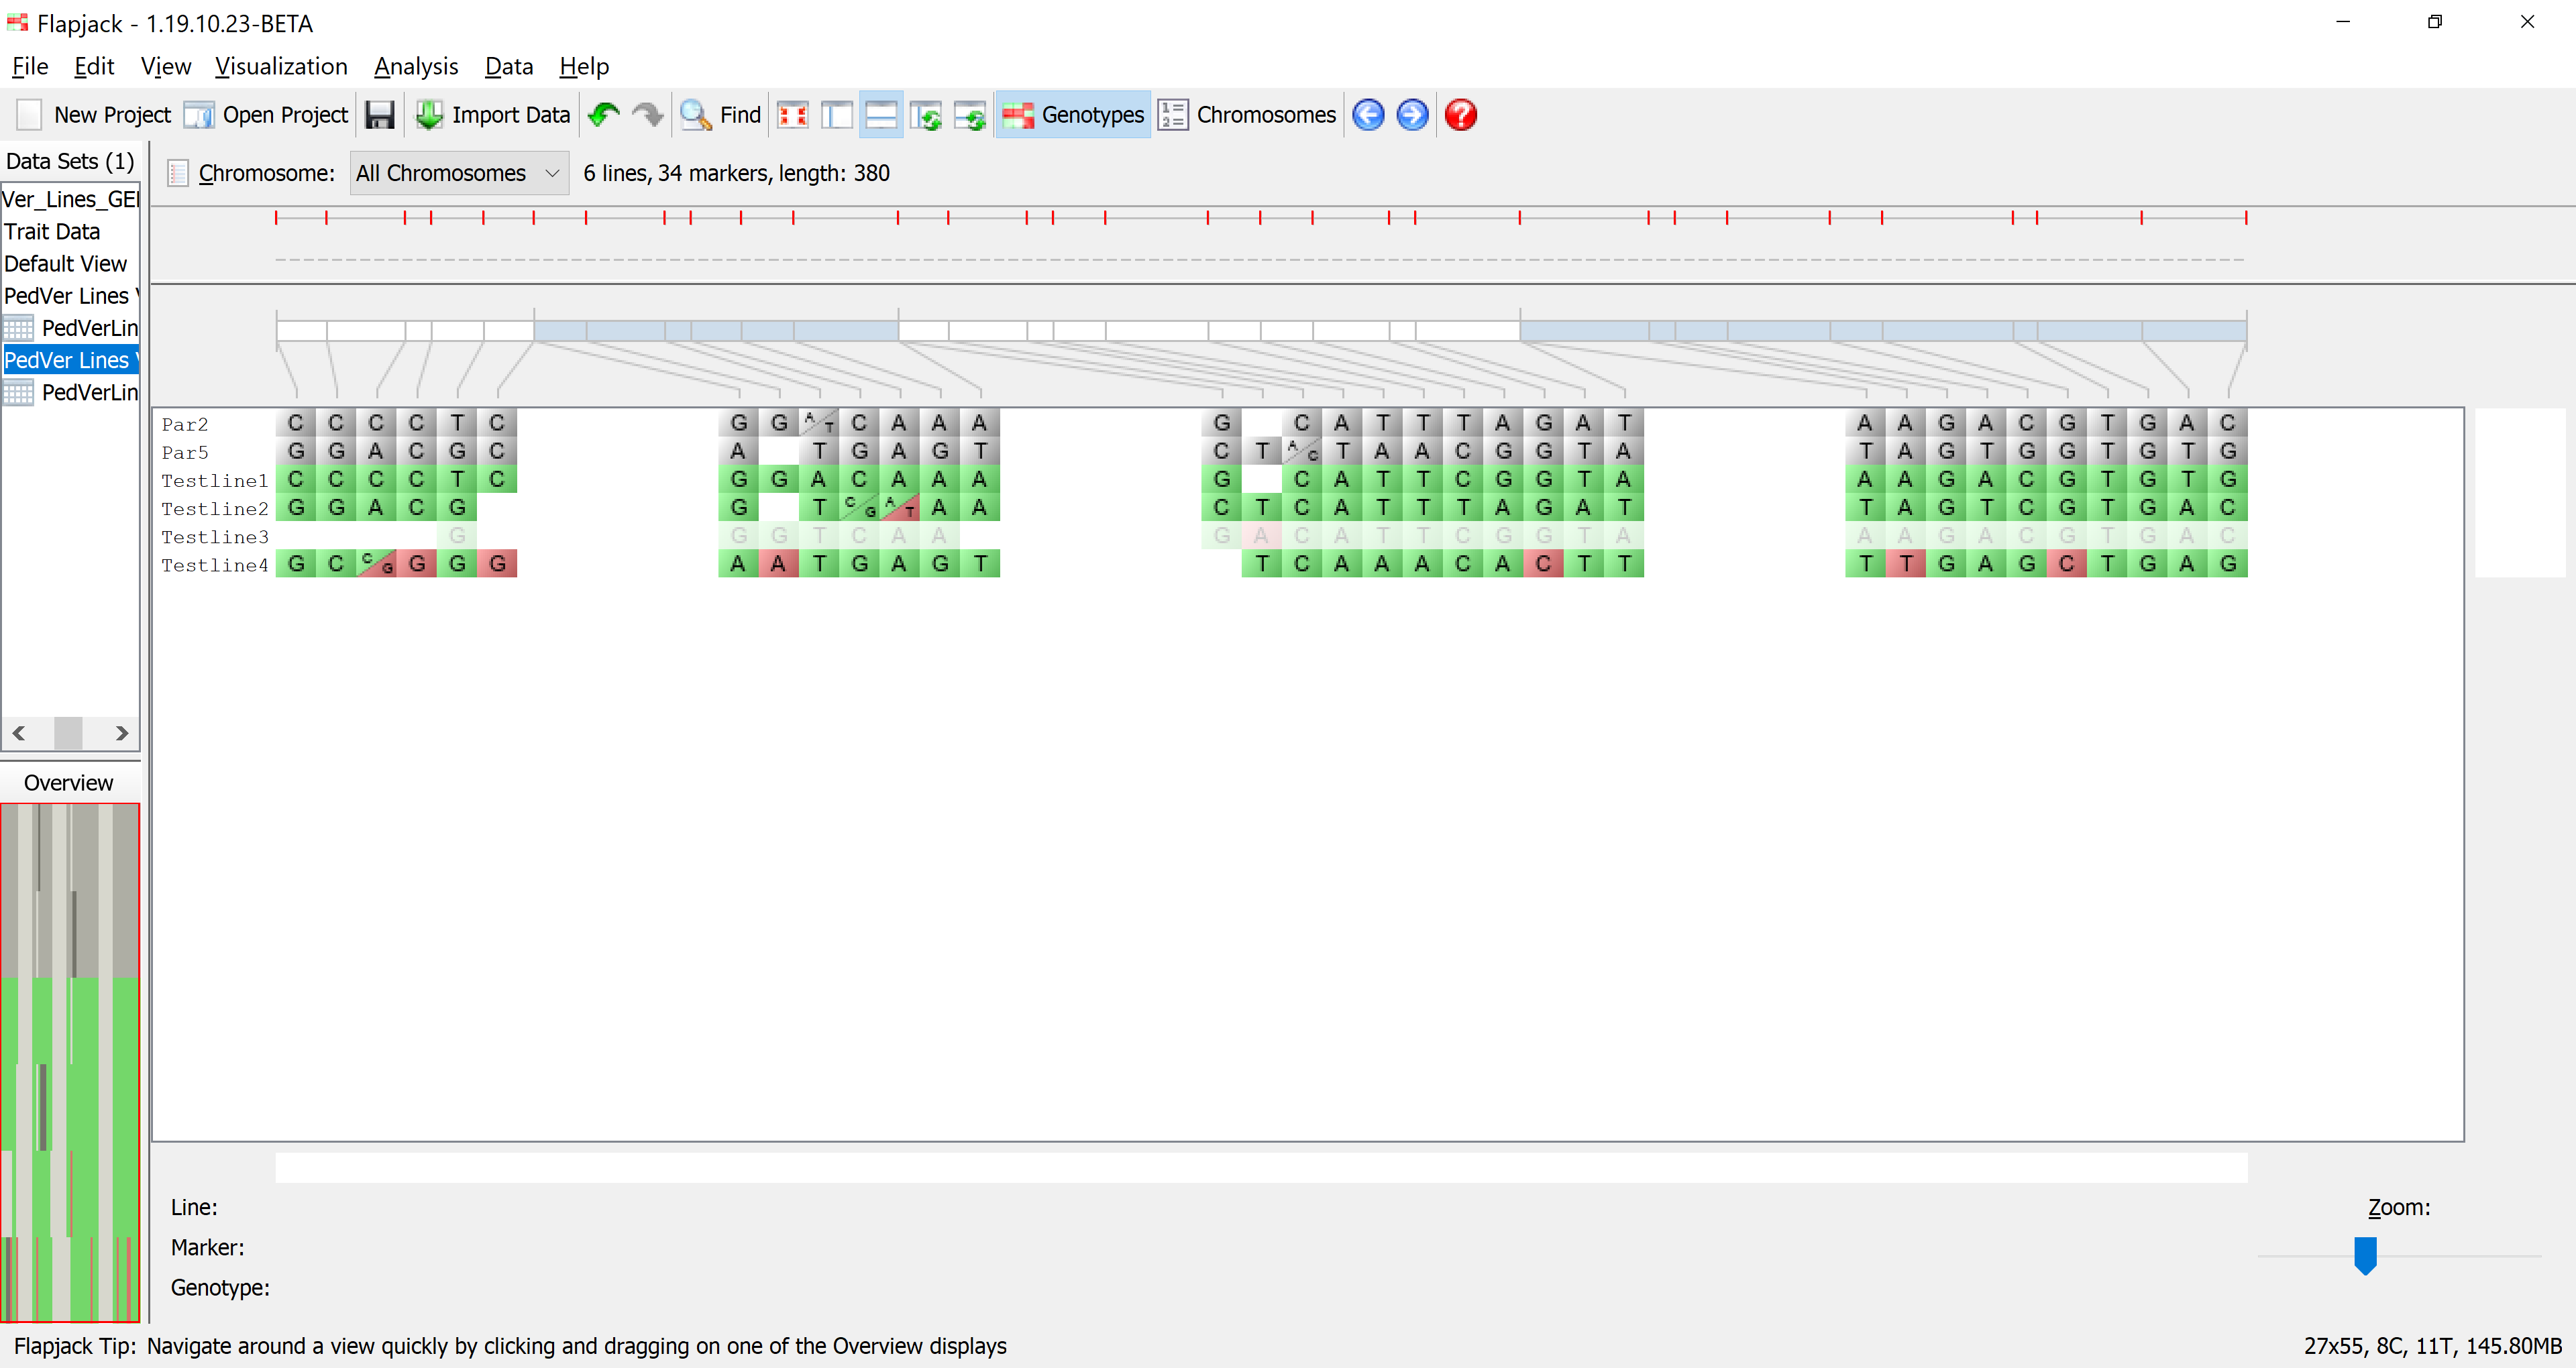 Flapjack - 1.19.10.23-BETA
File Edit View Visualization Analysis Data Help
New Project Open Project Import Data Find Genotypes Chromosomes
Data Sets (1)
Ver_Lines_GE
Trait Data
Default View
PedVer Lines
PedVerLin
PedVer Lines
PedVerLin
Chromosome: All Chromosomes 6 lines, 34 markers, length: 380
Par2 C C C C T C G G A T C A A A G C A T T T A G A T A A G A C G T G A C
Par5 G G A C G C A T G A G T C T A G T A A C G G T A T A G T G G T G T G
Testline1 C C C C T C G G A C A A A G C A T T C G G T A A A G A C G T G T G
Testline2 G G A C G G T C G A T A A C T C A T T T A G A T T A G T C G T G A C
Testline3 G G G T C A A G A C A T T C G G T A A A G A C G T G A C
Testline4 G C C G G G G A A T G A G T T C A A A C A C T T T T G A G C T G A G
Overview
Line:
Marker:
Genotype:
Zoom:
Flapjack Tip: Navigate around a view quickly by clicking and dragging on one of the Overview displays
27x55, 8C, 11T, 145.80MB